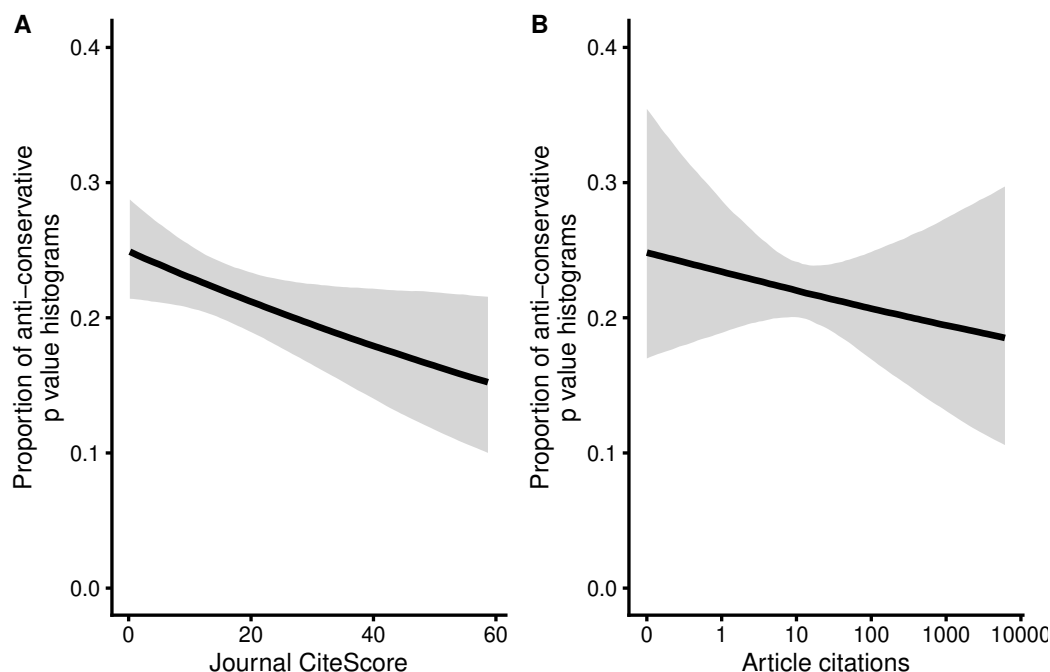 A
Proportion of anti−conservative
p value histograms
0.4
0.3
0.2
0.1
0.0
0 20 40 60
Journal CiteScore
B
Proportion of anti−conservative
p value histograms
0.4
0.3
0.2
0.1
0.0
0 1 10 100 1000 10000
Article citations